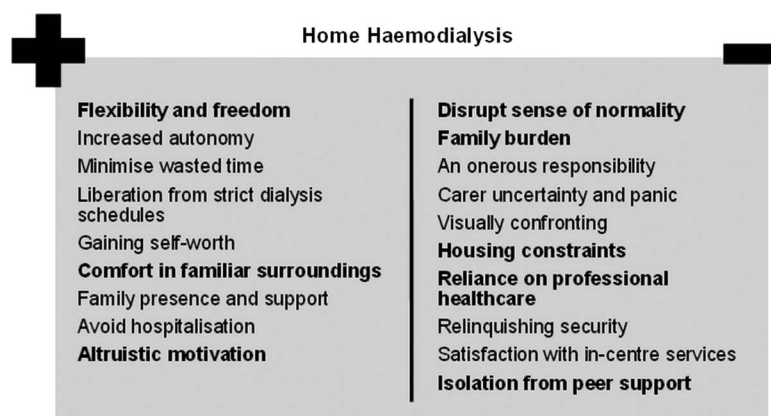 Home Haemodialysis
Flexibility and freedom
Increased autonomy
Minimise wasted time
Liberation from strict dialysis
schedules
Gaining self-worth
Comfort in familiar surroundings
Family presence and support
Avoid hospitalisation
Altruistic motivation
Disrupt sense of normality
Family burden
An onerous responsibility
Carer uncertainty and panic
Visually confronting
Housing constraints
Reliance on professional
healthcare
Relinquishing security
Satisfaction with in-centre services
Isolation from peer support